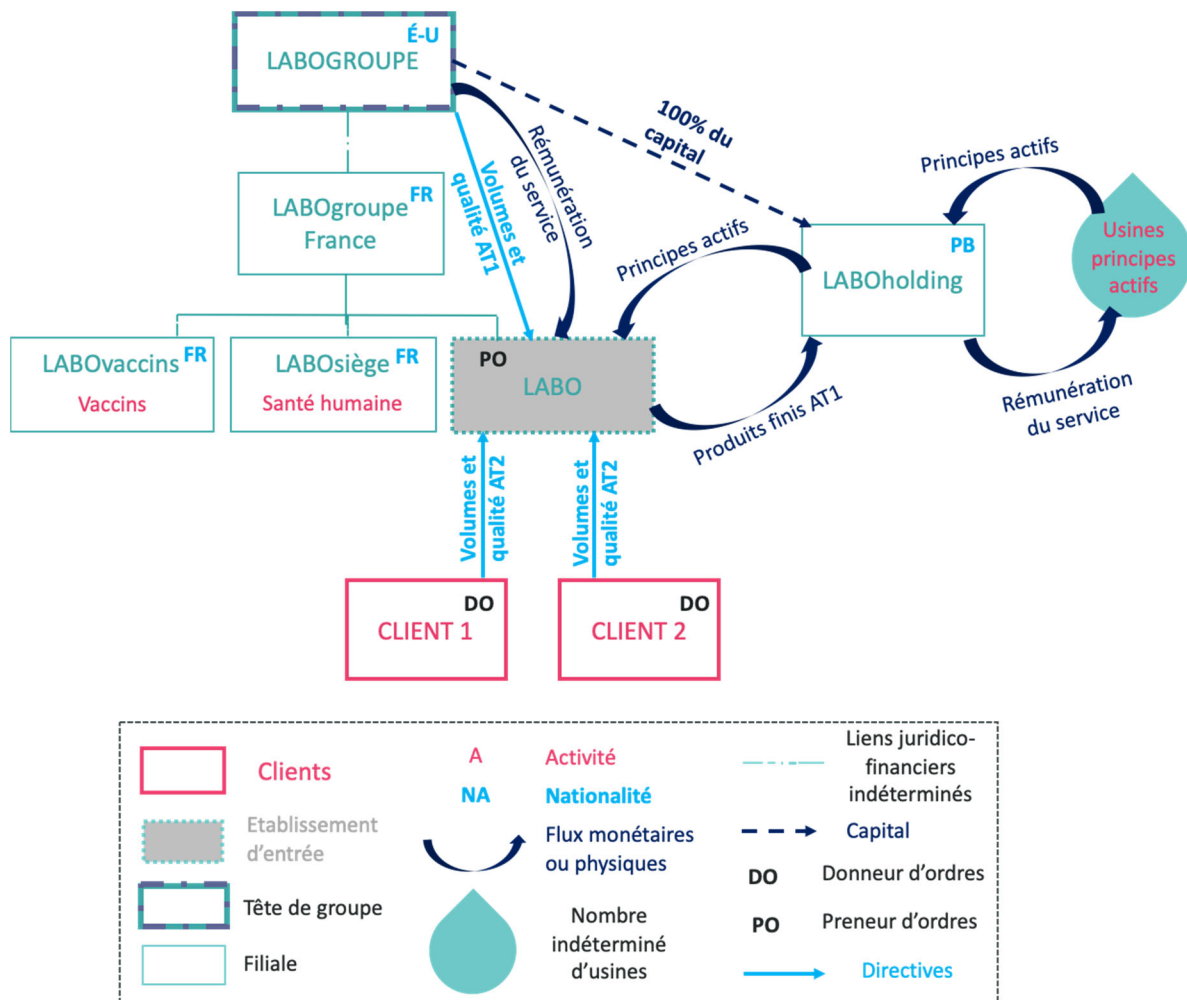 É-U
LABOGROUPE
100% du
capital
Rémunération
du service
Volumes et
qualité AT1
Principes actifs
FR
LABOgroupe
France
Principes actifs
PB
LABOholding
Usines
principes
actifs
LABOvaccins
FR
Vaccins
LABOsiège
FR
Santé humaine
PO
LABO
Produits finis AT1
Rémunération
du service
Volumes et
qualité AT2
Volumes et
qualité AT2
DO
CLIENT 1
DO
CLIENT 2
Clients
Etablissement
d'entrée
Tête de groupe
Filiale
A
Activité
NA
Nationalité
Flux monétaires
ou physiques
Nombre
indéterminé
d'usines
Liens juridico-
financiers
indéterminés
Capital
DO
Donneur d'ordres
PO
Preneur d'ordres
Directives